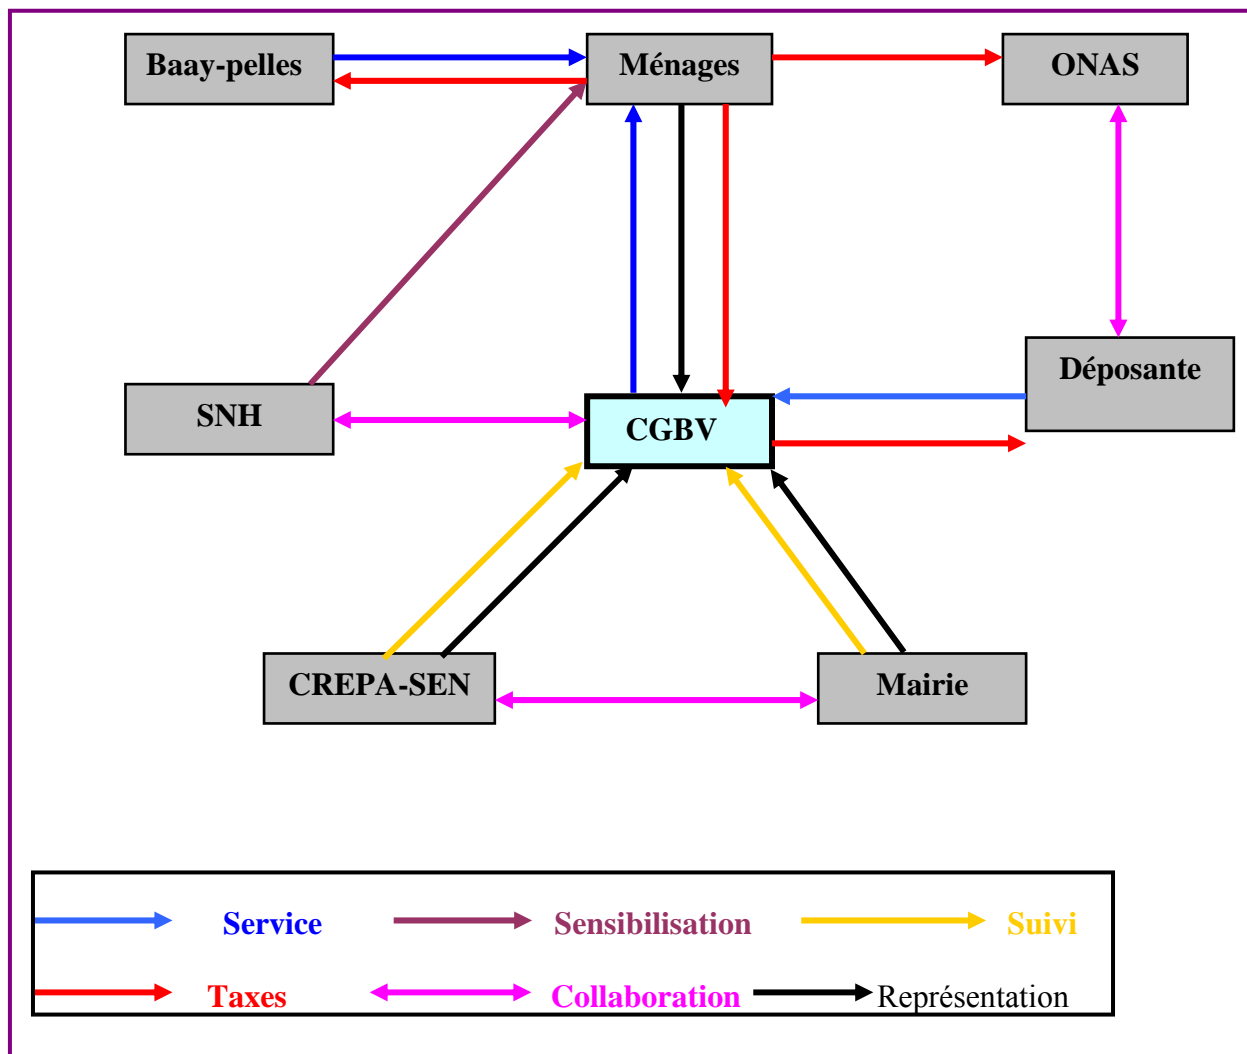 Baay-pelles
Ménages
ONAS
Déposante
SNH
CGBV
CREPA-SEN
Mairie
Service
Sensibilisation
Suivi
Taxes
Collaboration
Représentation